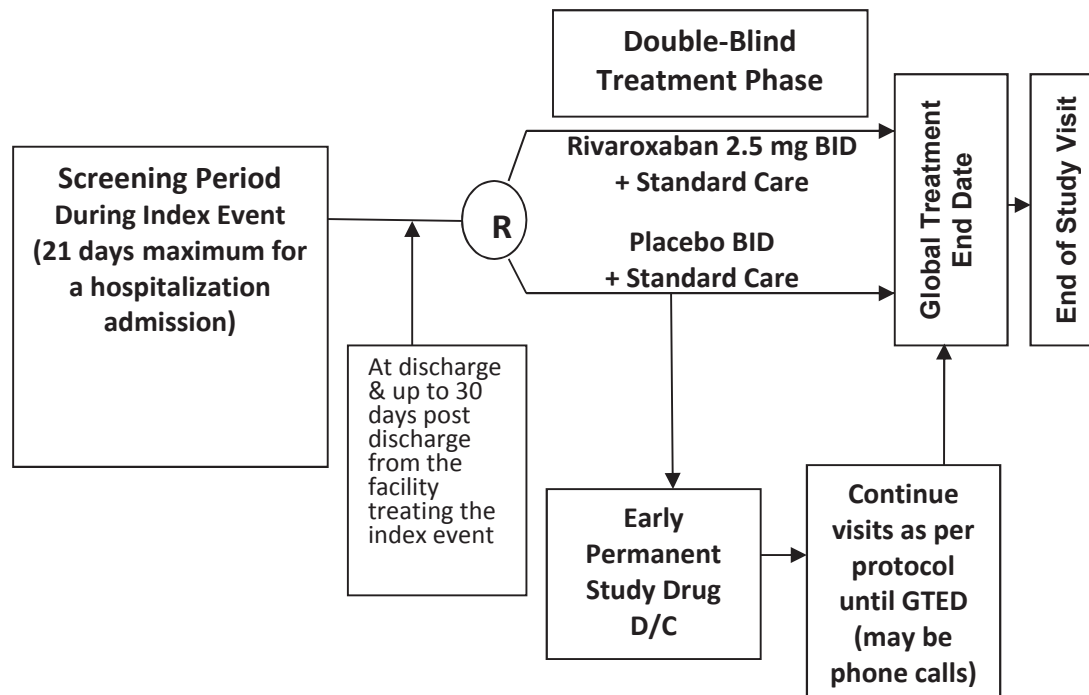 Screening Period
During Index Event
(21 days maximum for
a hospitalization
admission)
At discharge
& up to 30
days post
discharge
from the
facility
treating the
index event
R
Double-Blind
Treatment Phase
Rivaroxaban 2.5 mg BID
+ Standard Care
Placebo BID
+ Standard Care
Early
Permanent
Study Drug
D/C
Continue
visits as per
protocol
until GTED
(may be
phone calls)
Global Treatment
End Date
End of Study Visit